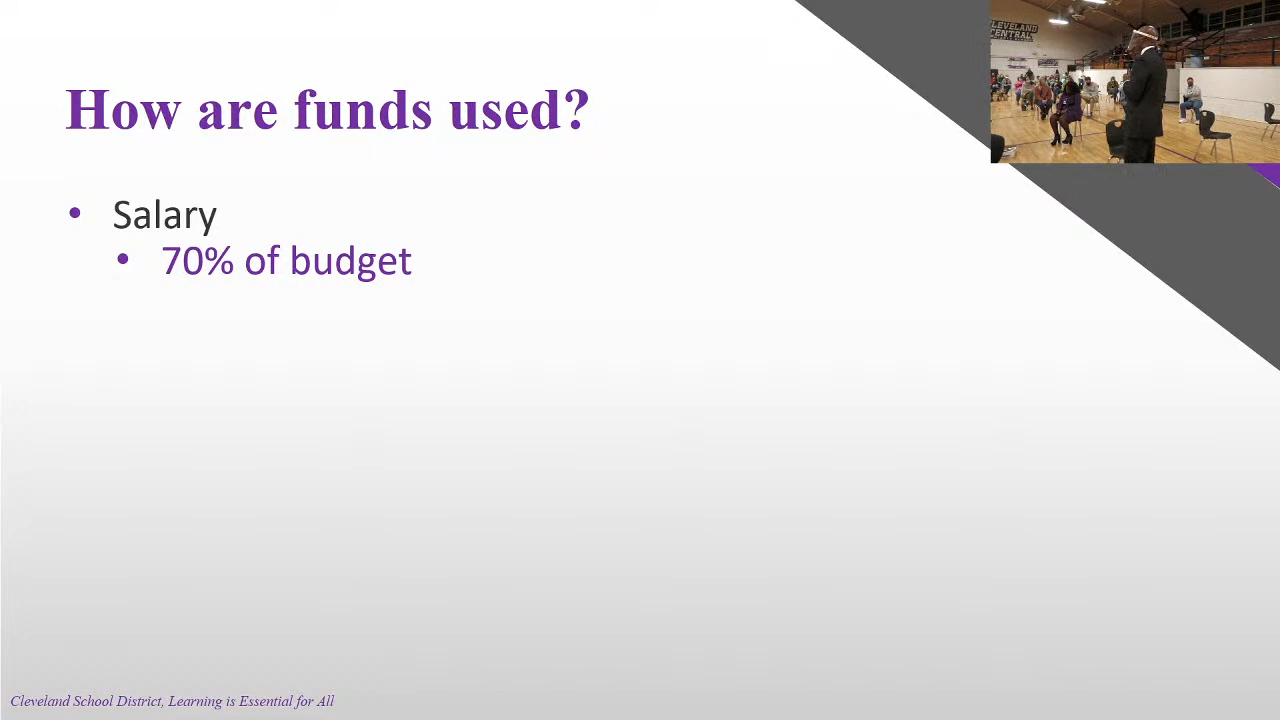 How are funds used?
• Salary
• 70% of budget
CLEVELAND
CENTRAL
Cleveland School District, Learning is Essential for All